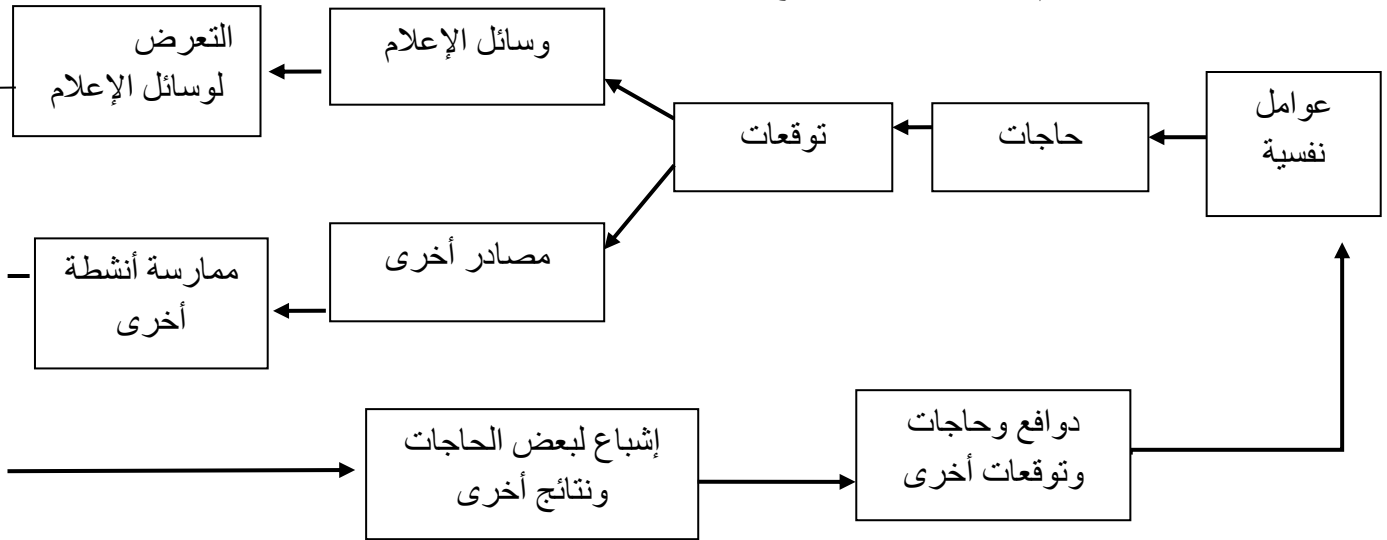 عوامل
نفسية
حاجات
توقعات
وسائل الإعلام
التعرض
لوسائل الإعلام
مصادر أخرى
ممارسة أنشطة
أخرى
إشباع لبعض الحاجات
ونتائج أخرى
دوافع وحاجات
وتوقعات أخرى